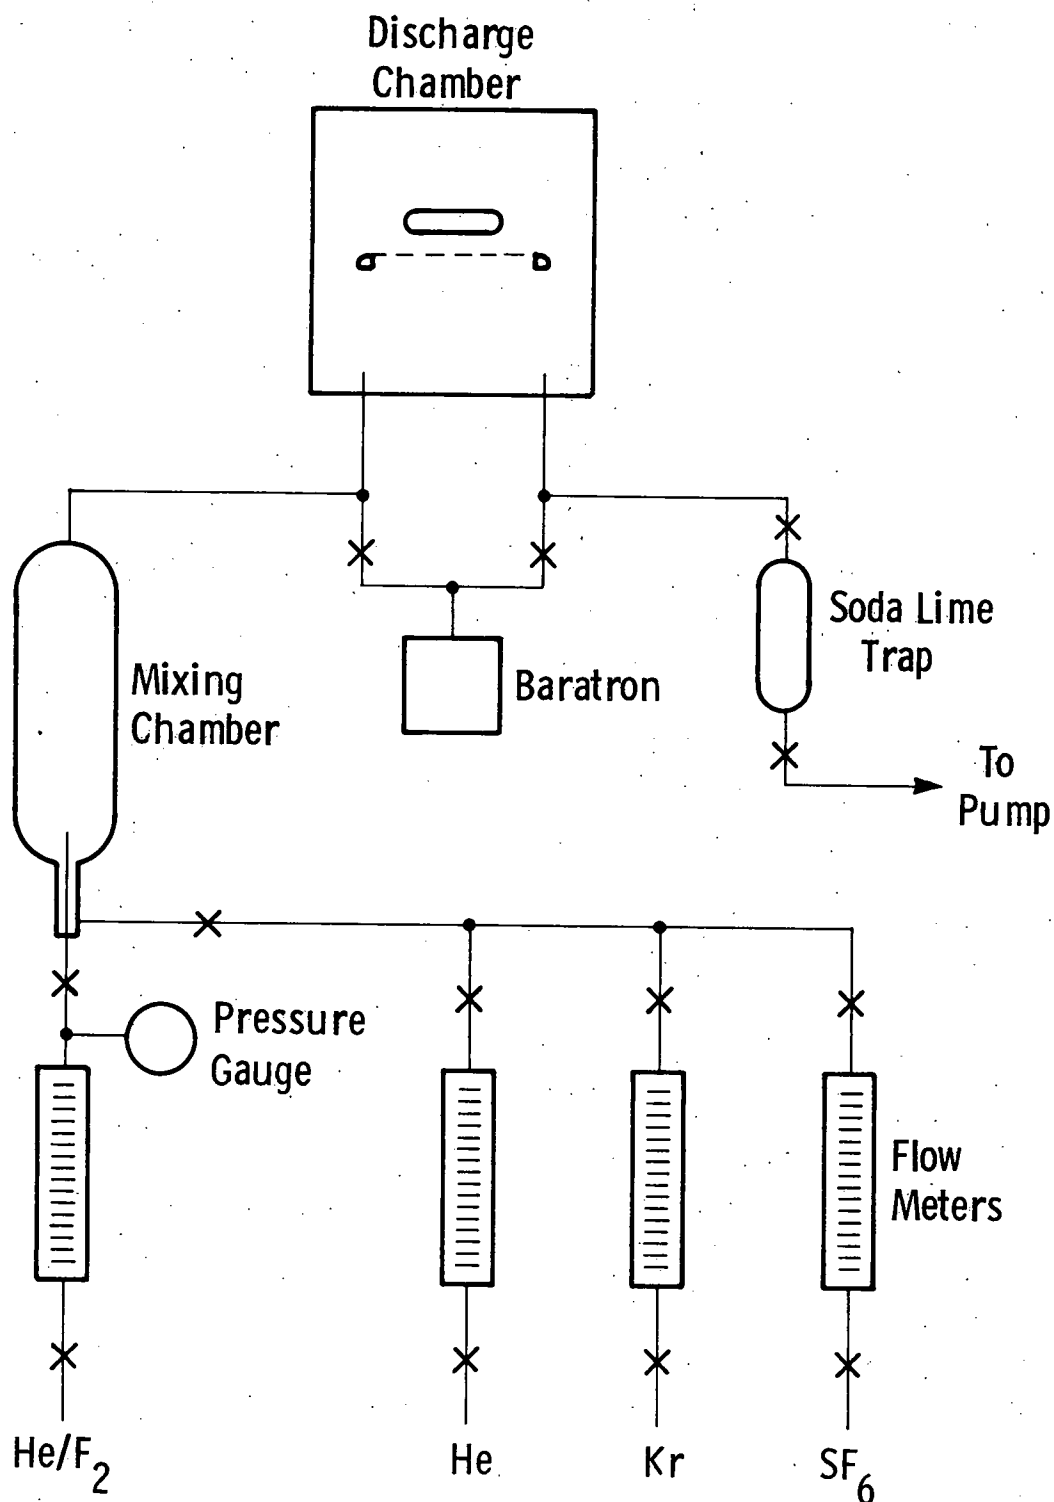 Discharge
Chamber
Soda Lime
Trap
Mixing
Chamber
Baratron
To
Pump
Pressure
Gauge
Flow
Meters
He/F₂
He
Kr
SF₆